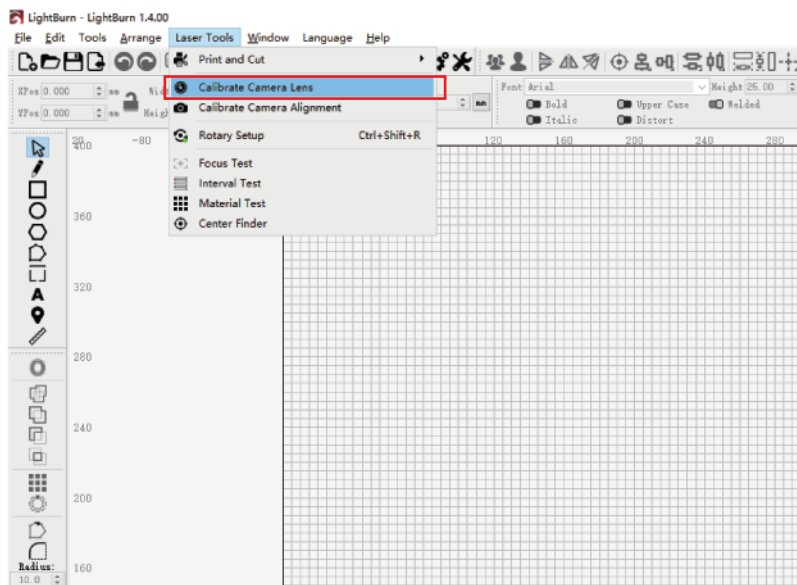 LightBurn - LightBurn 1.4.00
File Edit Tools Arrange Laser Tools Window Language Help
Print and Cut
Calibrate Camera Lens
Calibrate Camera Alignment
Rotary Setup Ctrl+Shift+R
Focus Test
Interval Test
Material Test
Center Finder
XPos 0.000 mm
YPos 0.000 mm
mm
Font Arial Height 25.00
Bold Upper Case Welded
Italic Distort
-80 120 160 200 240 280
400
360
320
280
240
200
160
A
Radius:
10.0